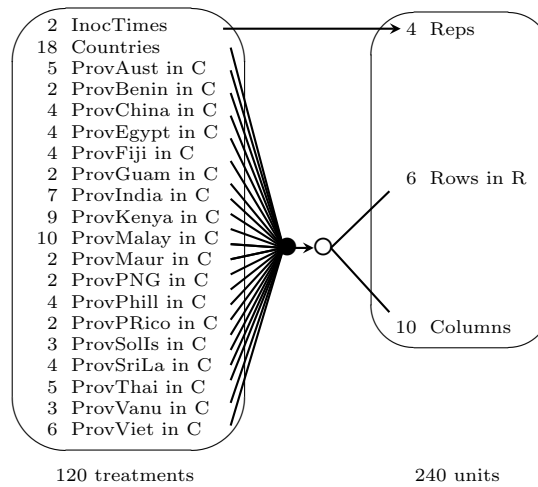 2 InocTimes
18 Countries
5 ProvAust in C
2 ProvBenin in C
4 ProvChina in C
4 ProvEgypt in C
4 ProvFiji in C
2 ProvGuam in C
7 ProvIndia in C
9 ProvKenya in C
10 ProvMalay in C
2 ProvMaur in C
2 ProvPNG in C
4 ProvPhill in C
2 ProvPRico in C
3 ProvSolIs in C
4 ProvSriLa in C
5 ProvThai in C
3 ProvVanu in C
6 ProvViet in C
120 treatments
4 Reps
6 Rows in R
10 Columns
240 units